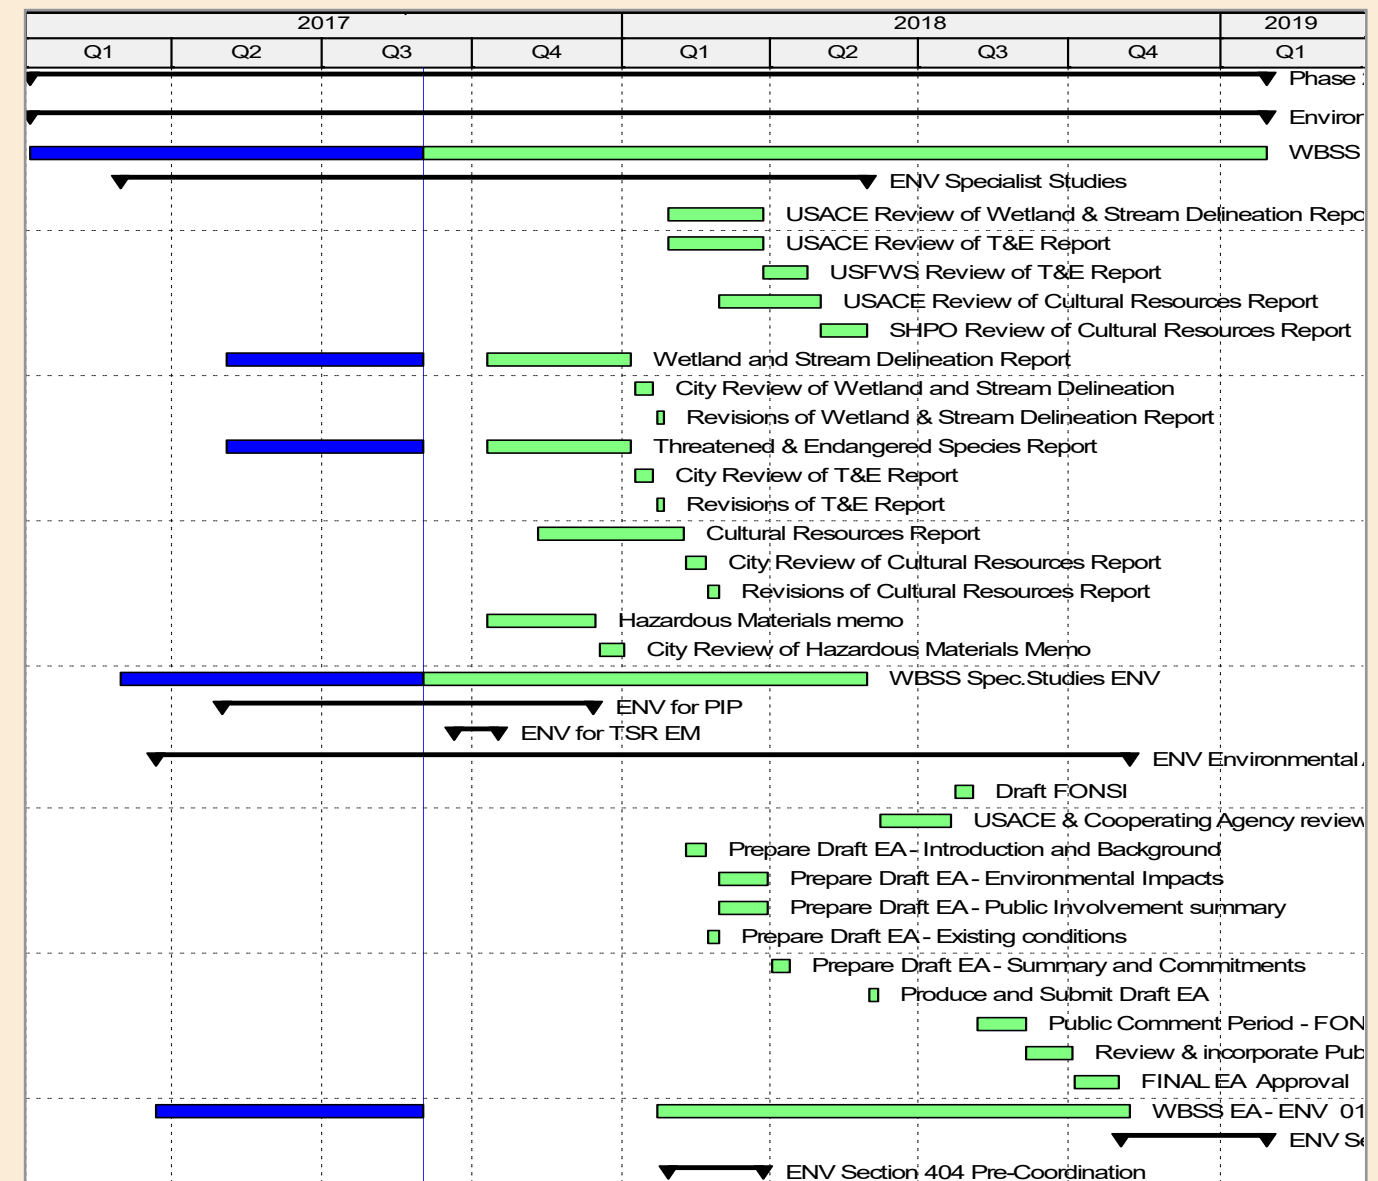 2017 2018 2019
Q1 Q2 Q3 Q4 Q1 Q2 Q3 Q4 Q1
Phase
Environ
WBSS
ENV Specialist Studies
USACE Review of Wetland & Stream Delineation Repo
USACE Review of T&E Report
USFWS Review of T&E Report
USACE Review of Cultural Resources Report
SHPO Review of Cultural Resources Report
Wetland and Stream Delineation Report
City Review of Wetland and Stream Delineation
Revisions of Wetland & Stream Delineation Report
Threatened & Endangered Species Report
City Review of T&E Report
Revisions of T&E Report
Cultural Resources Report
City Review of Cultural Resources Report
Revisions of Cultural Resources Report
Hazardous Materials memo
City Review of Hazardous Materials Memo
WBSS Spec.Studies ENV
ENV for PIP
ENV for TSR EM
ENV Environmental
Draft FONSI
USACE & Cooperating Agency review
Prepare Draft EA - Introduction and Background
Prepare Draft EA - Environmental Impacts
Prepare Draft EA - Public Involvement summary
Prepare Draft EA - Existing conditions
Prepare Draft EA - Summary and Commitments
Produce and Submit Draft EA
Public Comment Period - FON
Review & incorporate Pub
FINAL EA Approval
WBSS EA - ENV 01
ENV Se
ENV Section 404 Pre-Coordination